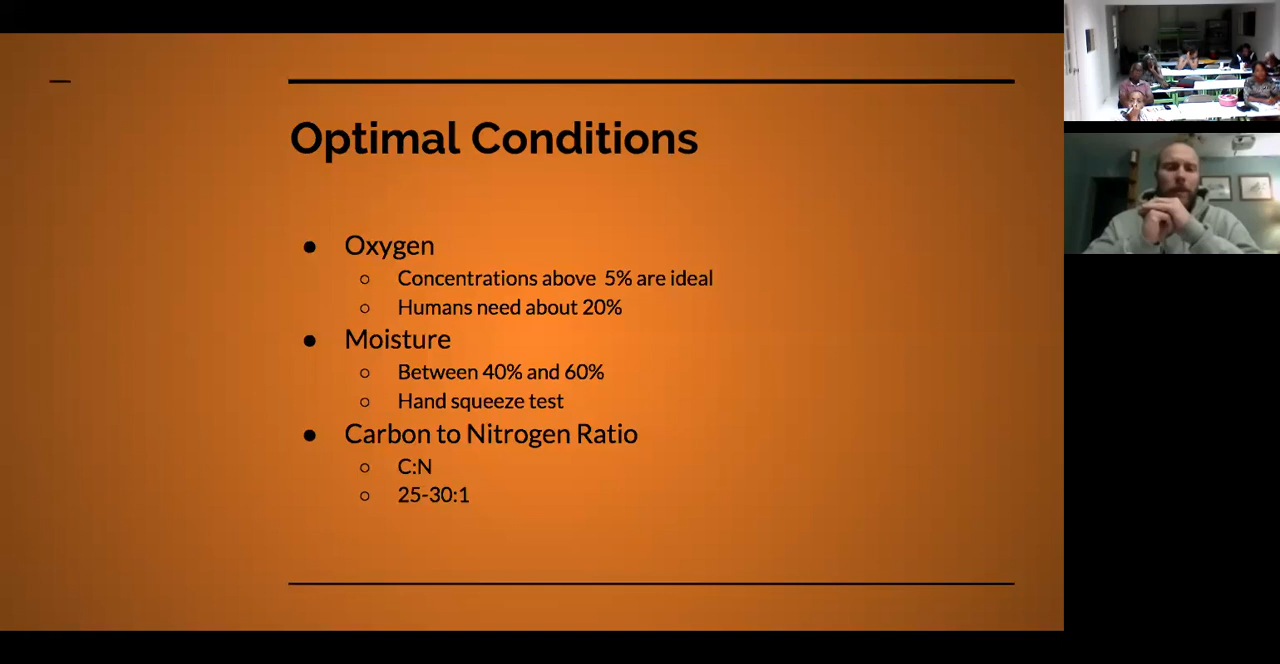 Optimal Conditions
● Oxygen
○ Concentrations above 5% are ideal
○ Humans need about 20%
● Moisture
○ Between 40% and 60%
○ Hand squeeze test
● Carbon to Nitrogen Ratio
○ C:N
○ 25-30:1